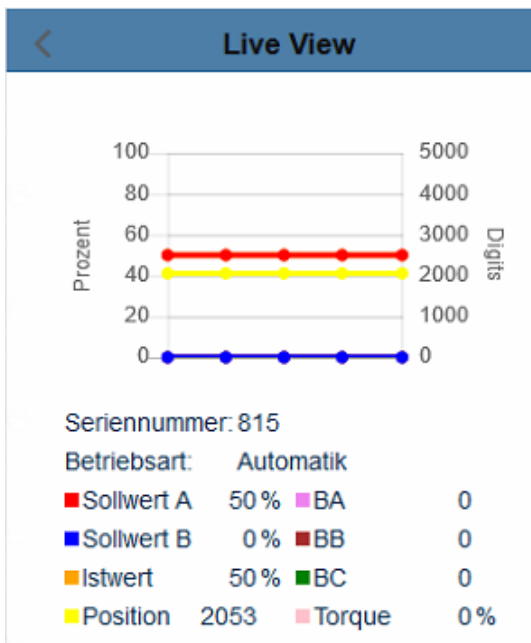 Live View
100 5000
80 4000
60 3000
40 2000
20 1000
0 0
Prozent
Digits
Seriennummer: 815
Betriebsart: Automatik
Sollwert A 50 % BA 0
Sollwert B 0 % BB 0
Istwert 50 % BC 0
Position 2053 Torque 0 %